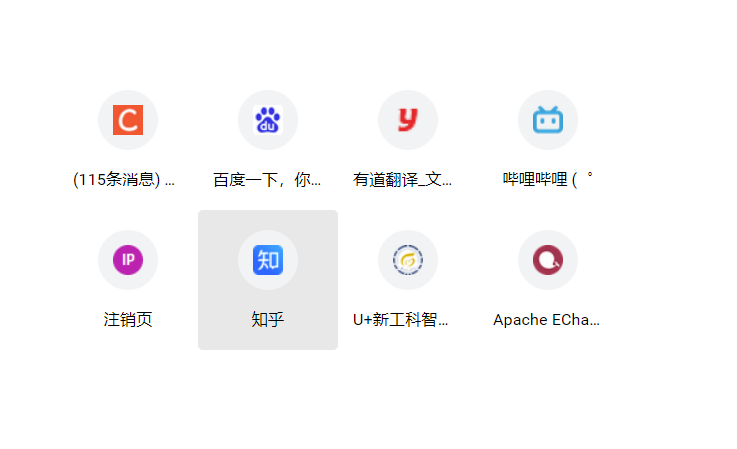 C
du
y
(115条消息) ...
百度一下，你...
有道翻译_文...
哔哩哔哩 ( ゜
IP
知
注销页
知乎
U+新工科智...
Apache ECha...